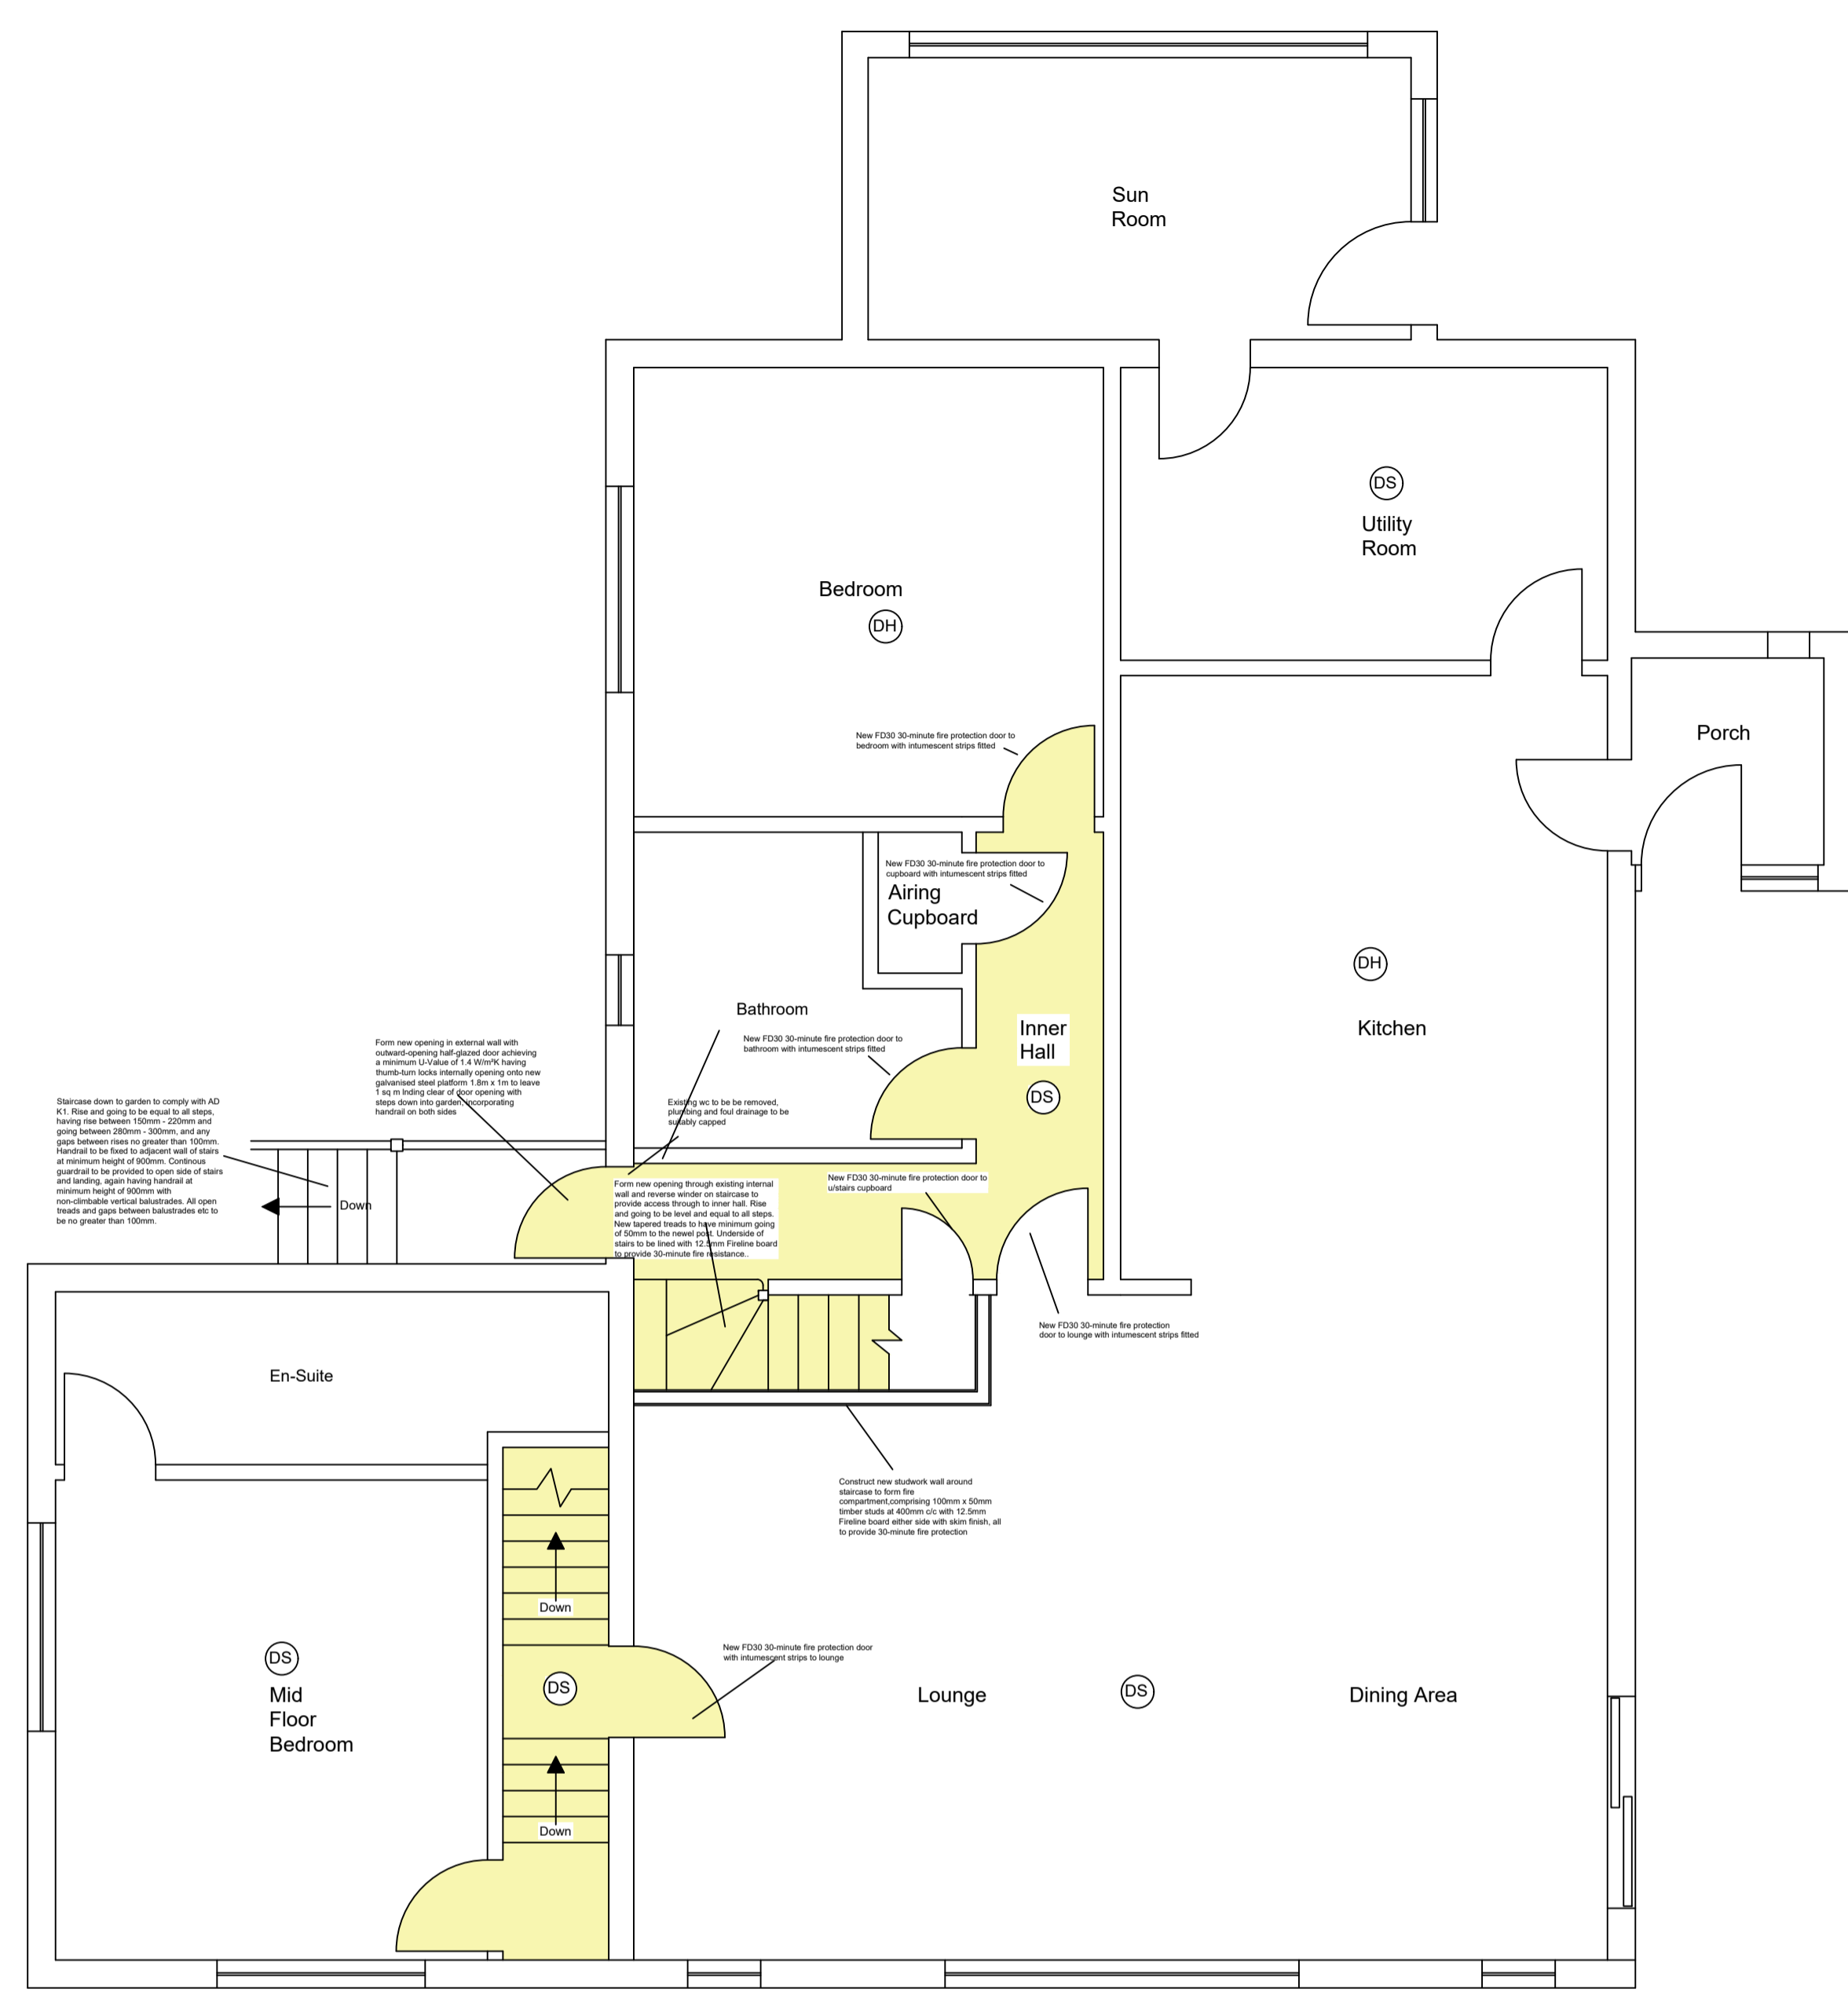 Sun
Room
DS
Utility
Room
Bedroom
DH
New FD30 30-minute fire protection door to
bedroom with intumescent strips fitted
Porch
New FD30 30-minute fire protection door to
cupboard with intumescent strips fitted
Airing
Cupboard
DH
Kitchen
Bathroom
Inner
Hall
DS
New FD30 30-minute fire protection door to
bathroom with intumescent strips fitted
Form new opening in external wall with
outward-opening half-glazed door achieving
a minimum U-Value of 1.4 W/m²K having
thumb-turn locks internally opening onto new
galvanised steel platform 1.8m x 1m to leave
1 sq m lnding clear of door opening with
steps down into garden, incorporating
handrail on both sides
Existing wc to be be removed,
plumbing and foul drainage to be
suitably capped
Staircase down to garden to comply with AD
K1. Rise and going to be equal to all steps,
having rise between 150mm - 220mm and
going between 280mm - 300mm, and any
gaps between rises no greater than 100mm.
Handrail to be fixed to adjacent wall of stairs
at minimum height of 900mm. Continous
guardrail to be provided to open side of stairs
and landing, again having handrail at
minimum height of 900mm with
non-climbable vertical balustrades. All open
treads and gaps between balustrades etc to
be no greater than 100mm.
Down
Form new opening through existing internal
wall and reverse winder on staircase to
provide access through to inner hall. Rise
and going to be level and equal to all steps.
New tapered treads to have minimum going
of 50mm to the newel post. Underside of
stairs to be lined with 12.5mm Fireline board
to provide 30-minute fire resistance..
New FD30 30-minute fire protection door to
u/stairs cupboard
New FD30 30-minute fire protection
door to lounge with intumescent strips fitted
En-Suite
Construct new studwork wall around
staircase to form fire
compartment,comprising 100mm x 50mm
timber studs at 400mm c/c with 12.5mm
Fireline board either side with skim finish, all
to provide 30-minute fire protection
Down
New FD30 30-minute fire protection door
with intumescent strips to lounge
DS
Mid
Floor
Bedroom
DS
Lounge
DS
Dining Area
Down